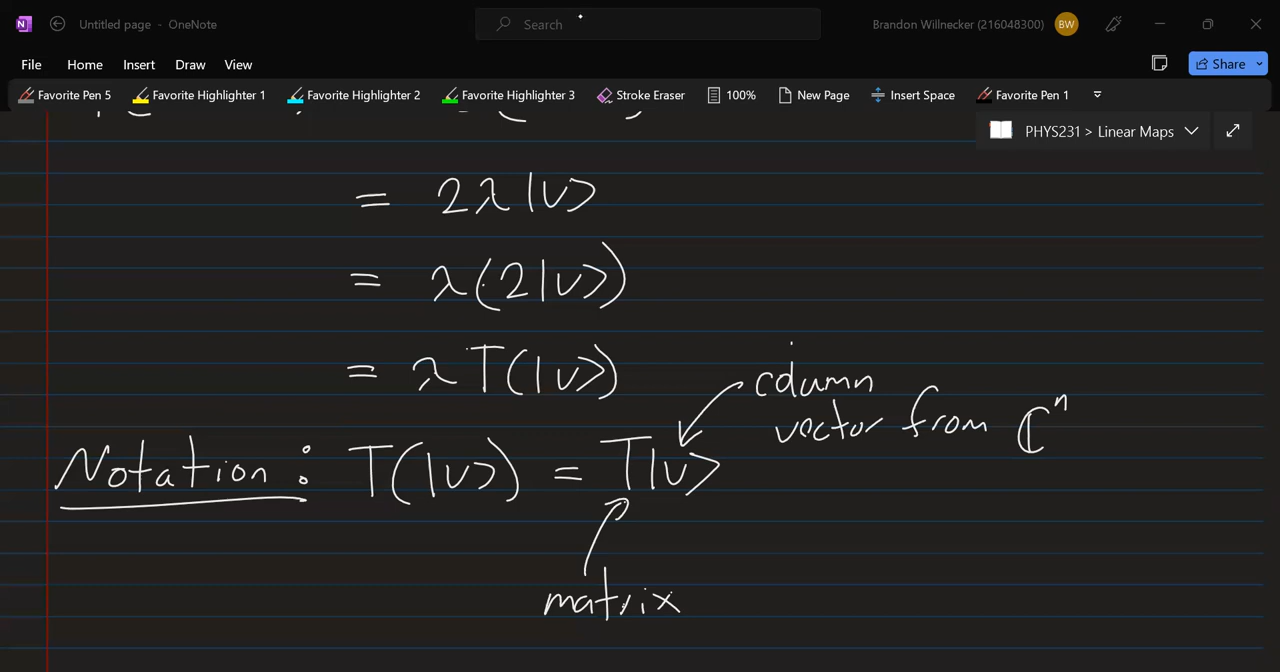 Untitled page - OneNote
Search
Brandon Willnecker (216048300) BW
File Home Insert Draw View
Share
Favorite Pen 5 Favorite Highlighter 1 Favorite Highlighter 2 Favorite Highlighter 3 Stroke Eraser 100% New Page Insert Space Favorite Pen 1
PHYS231 > Linear Maps
= 2λ|v>
= λ(2|v>)
= λT(|v>)
column
vector from ℂⁿ
Notation: T(|v>) = T|v>
matrix